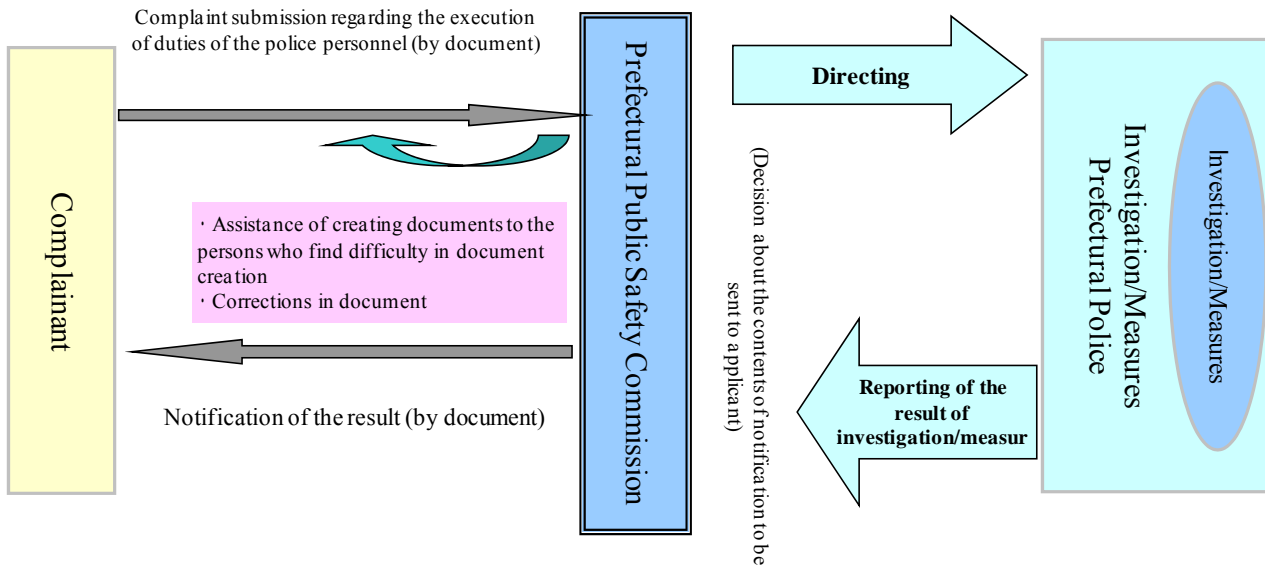 Complaint submission regarding the execution
of duties of the police personnel (by document)
Complainant
· Assistance of creating documents to the
persons who find difficulty in document
creation
· Corrections in document
Notification of the result (by document)
Prefectural Public Safety Commission
Directing
(Decision about the contents of notification to be
sent to applicant)
Reporting of the
result of
investigation/measur
Investigation/Measures
Prefectural Police
Investigation/Measures